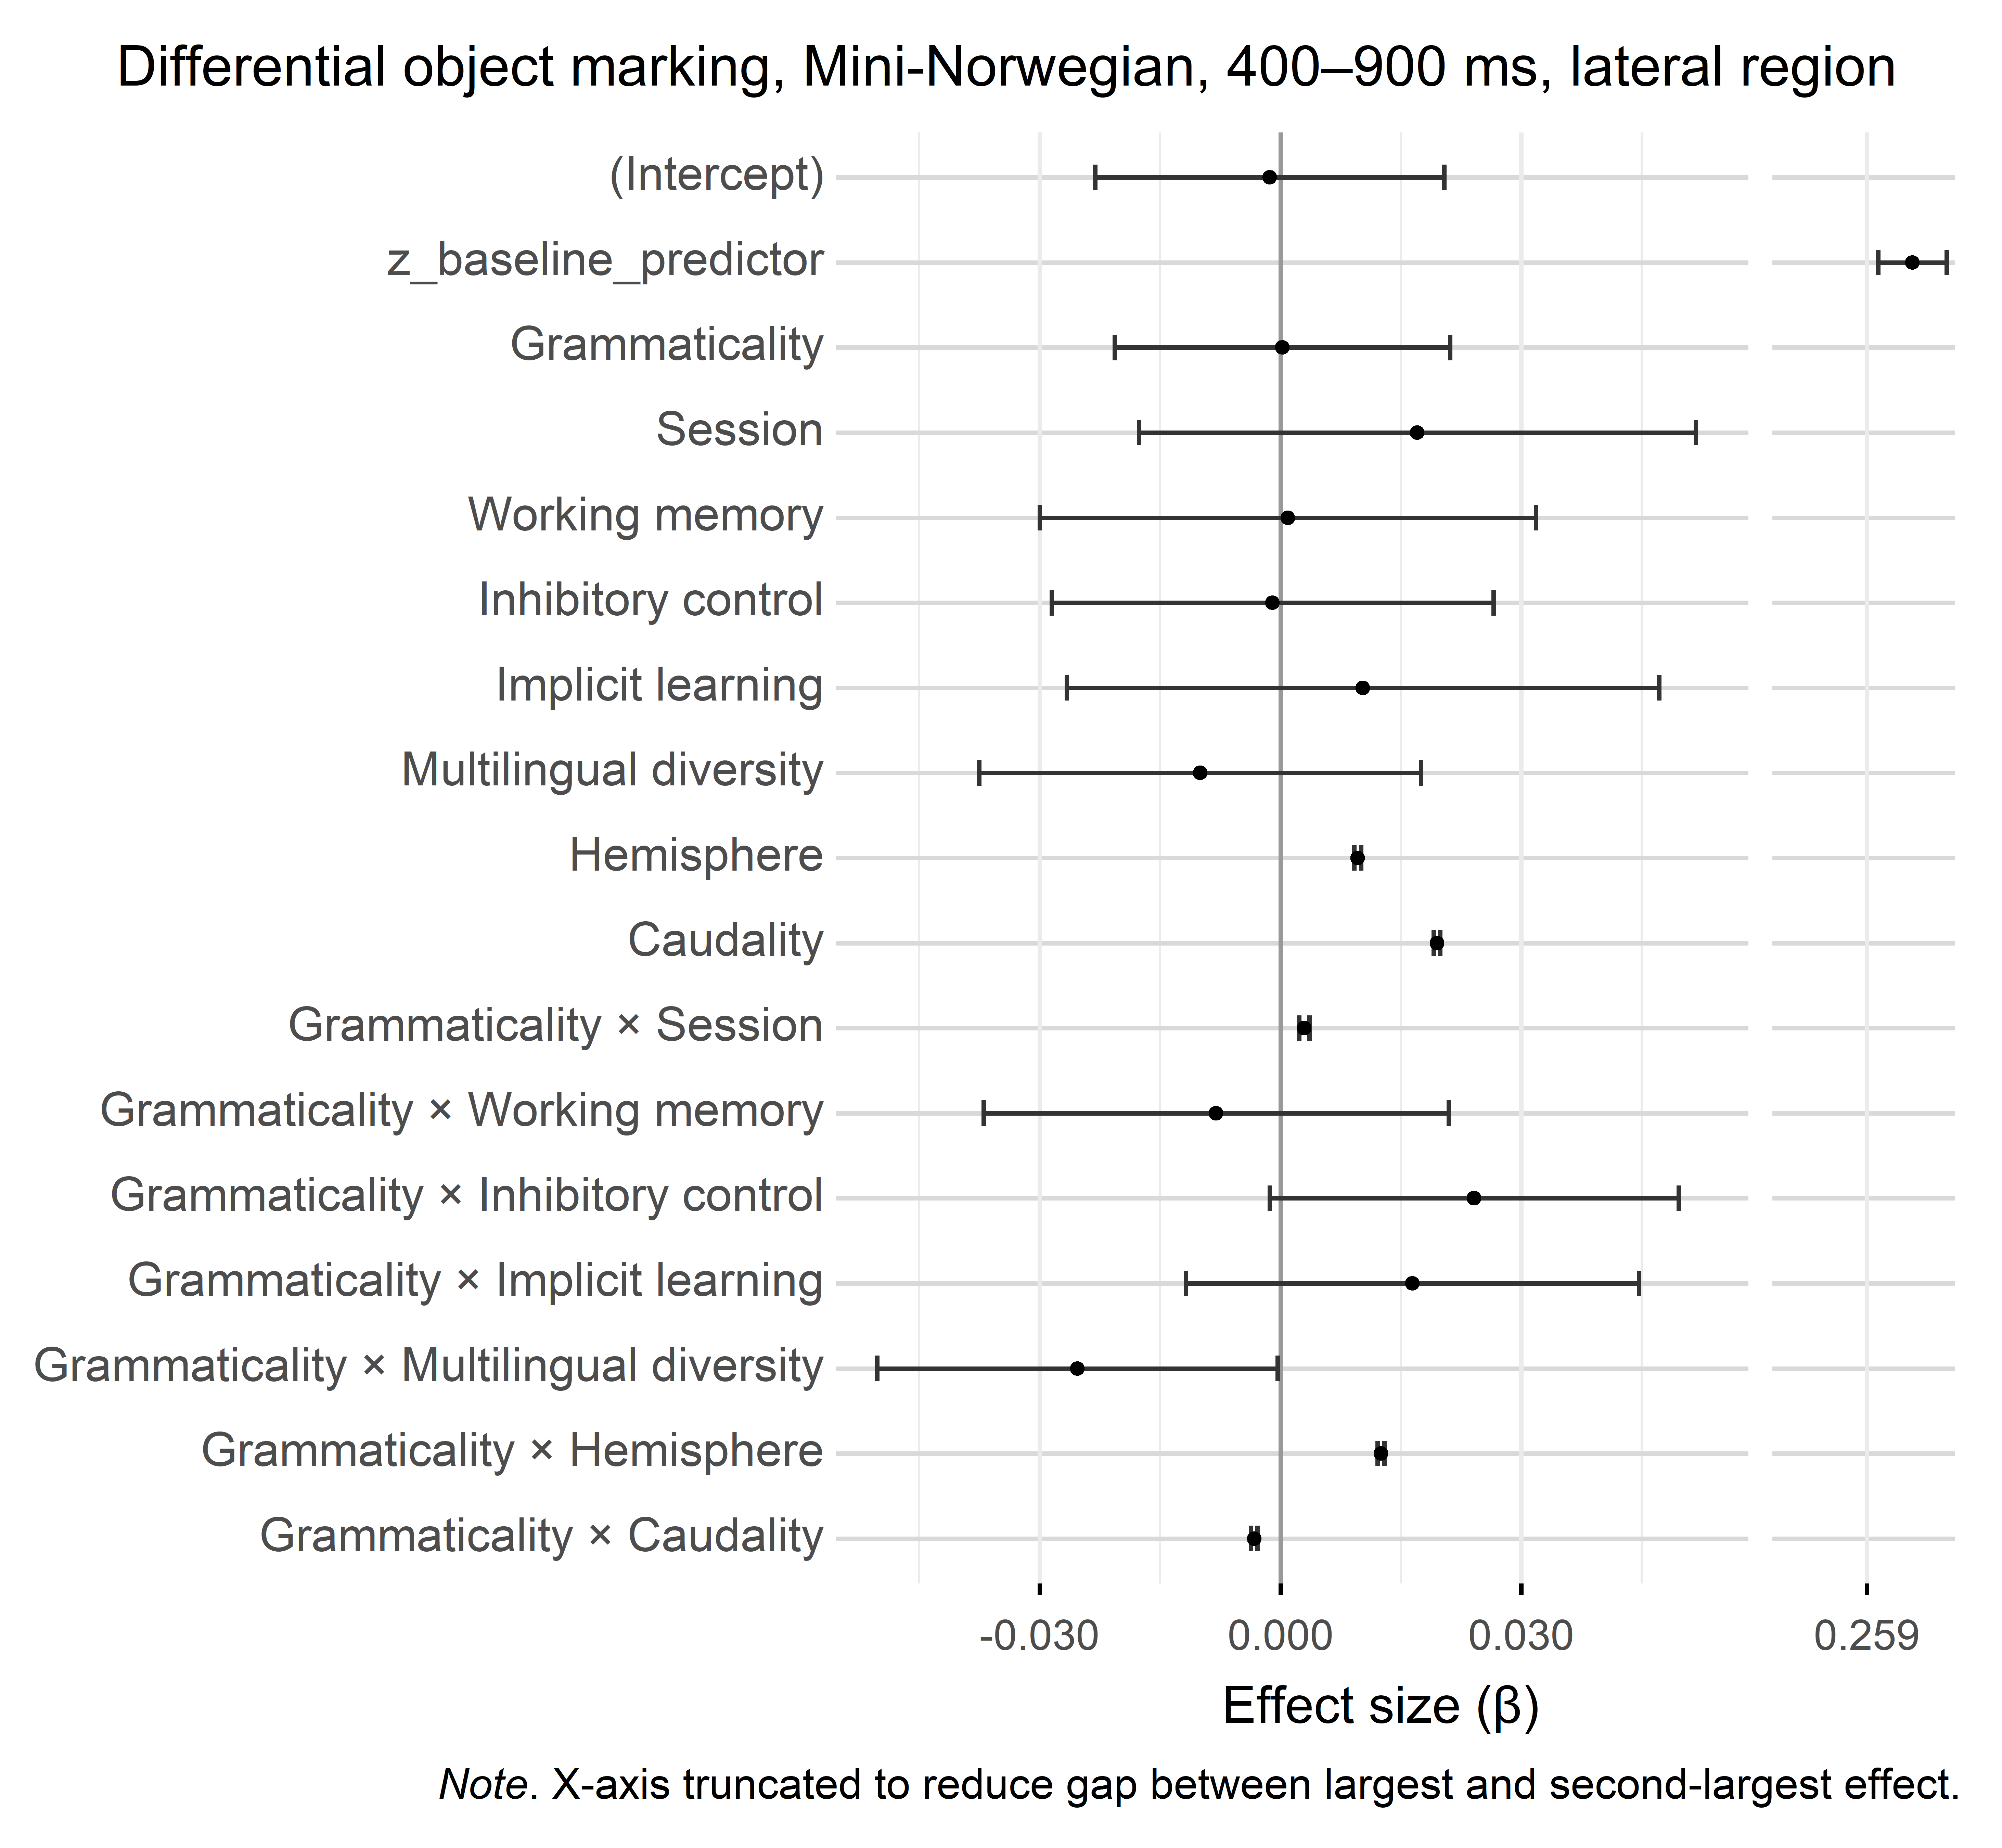 Differential object marking, Mini-Norwegian, 400–900 ms, lateral region
(Intercept)
z_baseline_predictor
Grammaticality
Session
Working memory
Inhibitory control
Implicit learning
Multilingual diversity
Hemisphere
Caudality
Grammaticality × Session
Grammaticality × Working memory
Grammaticality × Inhibitory control
Grammaticality × Implicit learning
Grammaticality × Multilingual diversity
Grammaticality × Hemisphere
Grammaticality × Caudality
-0.030 0.000 0.030 0.259
Effect size (β)
Note. X-axis truncated to reduce gap between largest and second-largest effect.